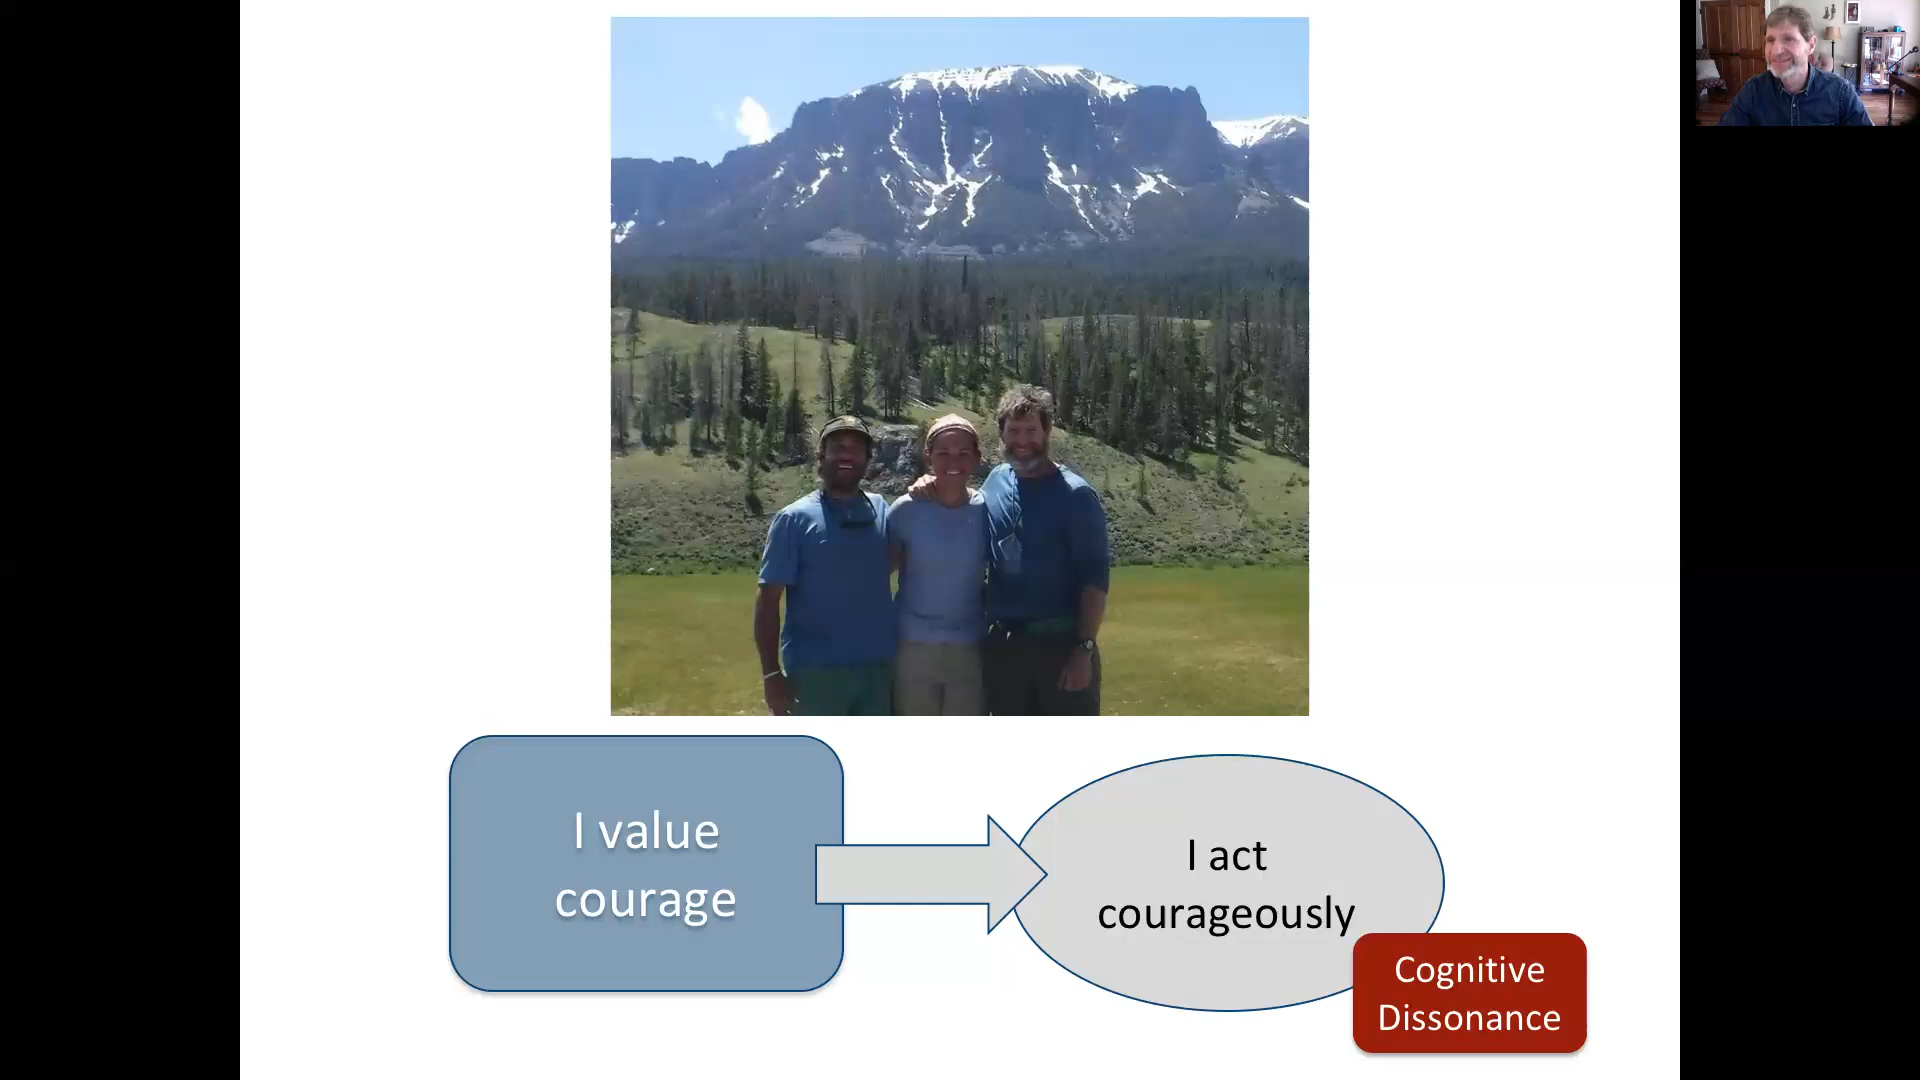 I value
courage
I act
courageously
Cognitive
Dissonance